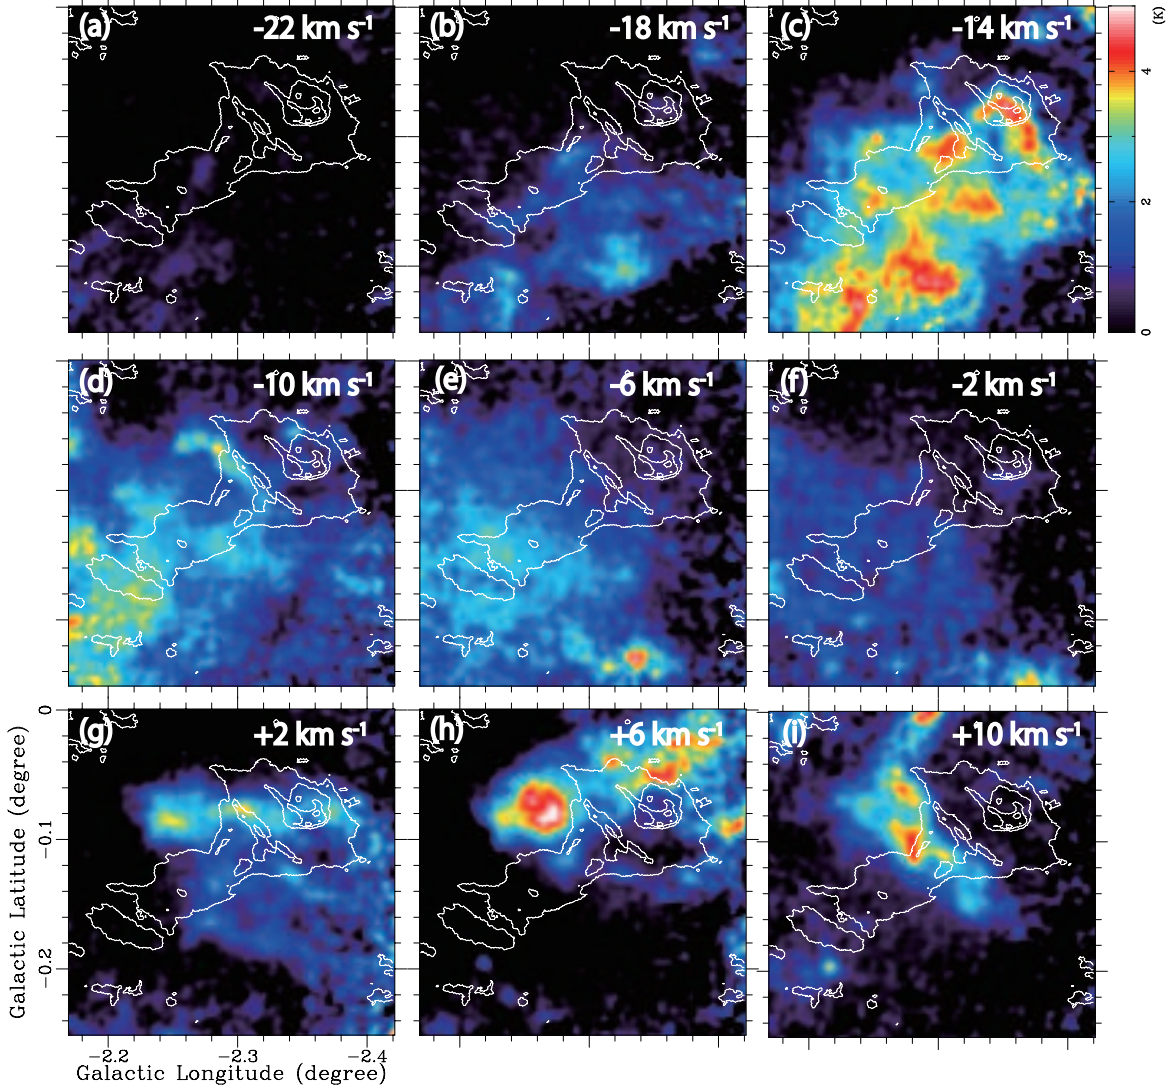 (a) -22 km s⁻¹
(b) -18 km s⁻¹
(c) -14 km s⁻¹
(K)
4
2
0
(d) -10 km s⁻¹
(e) -6 km s⁻¹
(f) -2 km s⁻¹
(g) +2 km s⁻¹
(h) +6 km s⁻¹
(i) +10 km s⁻¹
0
−0.1
−0.2
Galactic Latitude (degree)
−2.2 −2.3 −2.4
Galactic Longitude (degree)